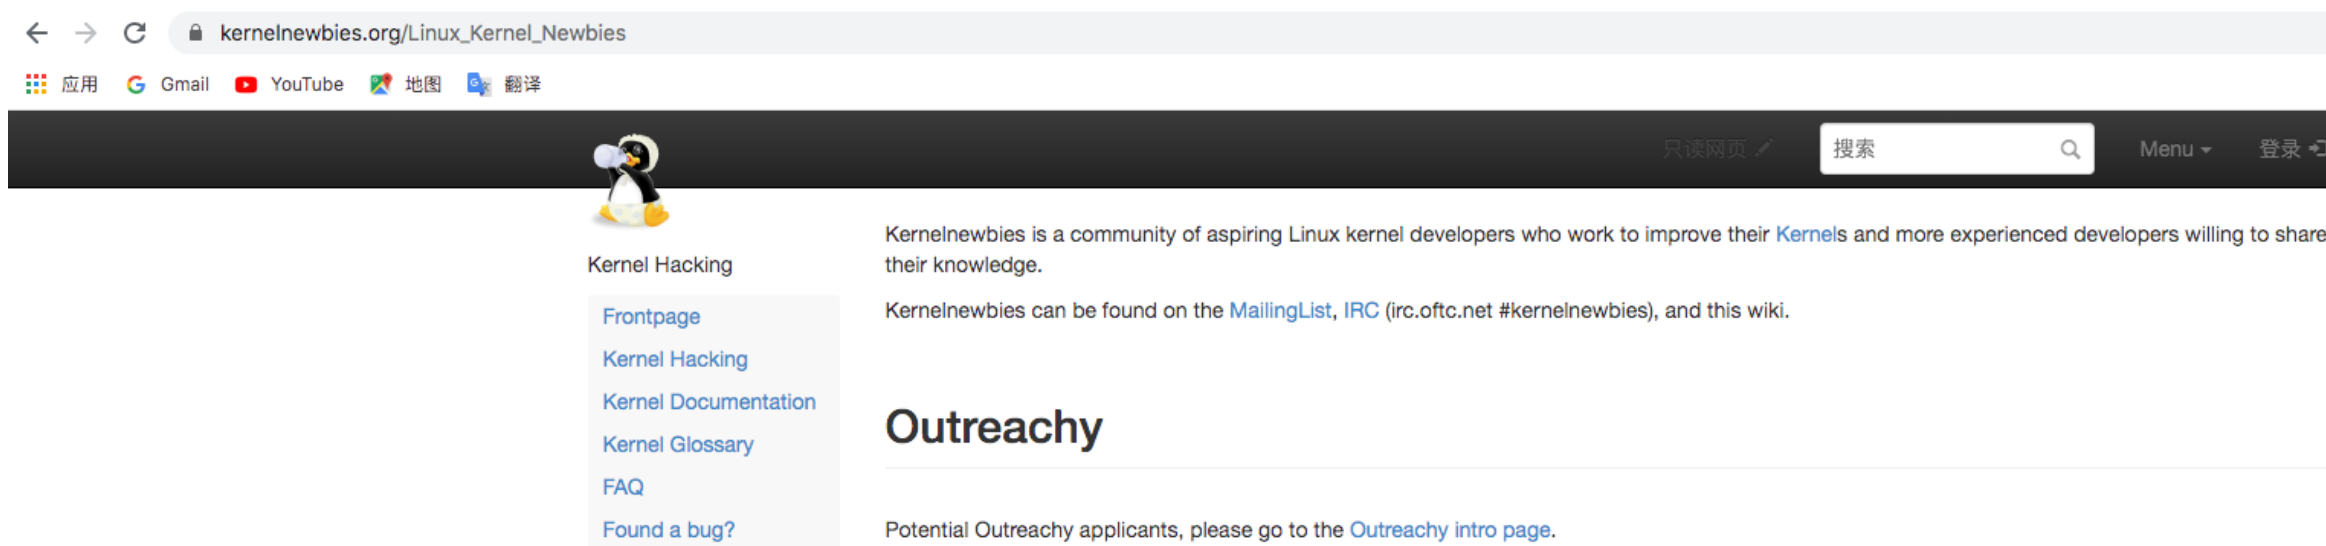 kernelnewbies.org/Linux_Kernel_Newbies
应用 Gmail YouTube 地图 翻译
只读网页 搜索 Menu 登录
Kernel Hacking
Frontpage
Kernel Hacking
Kernel Documentation
Kernel Glossary
FAQ
Found a bug?
Kernelnewbies is a community of aspiring Linux kernel developers who work to improve their Kernels and more experienced developers willing to share
their knowledge.
Kernelnewbies can be found on the MailingList, IRC (irc.oftc.net #kernelnewbies), and this wiki.
Outreachy
Potential Outreachy applicants, please go to the Outreachy intro page.